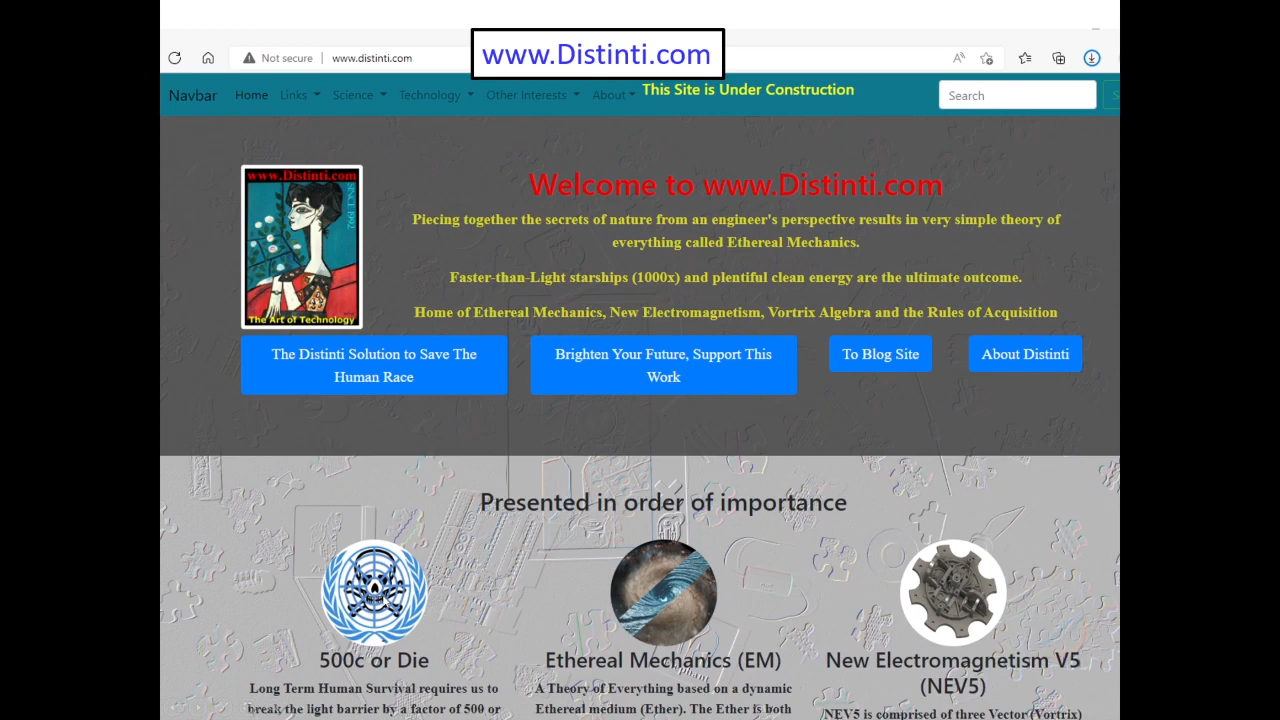 www.Distinti.com
Not secure | www.distinti.com
Navbar Home Links Science Technology Other Interests About This Site is Under Construction Search S
www.Distinti.com
The Art of Technology
Welcome to www.Distinti.com
Piecing together the secrets of nature from an engineer's perspective results in very simple theory of
everything called Ethereal Mechanics.
Faster-than-Light starships (1000x) and plentiful clean energy are the ultimate outcome.
Home of Ethereal Mechanics, New Electromagnetism, Vortrix Algebra and the Rules of Acquisition
The Distinti Solution to Save The
Human Race
Brighten Your Future, Support This
Work
To Blog Site
About Distinti
Presented in order of importance
500c or Die
Long Term Human Survival requires us to
break the light barrier by a factor of 500 or
Ethereal Mechanics (EM)
A Theory of Everything based on a dynamic
Ethereal medium (Ether). The Ether is both
New Electromagnetism V5
(NEV5)
NEV5 is comprised of three Vector (Vortrix)